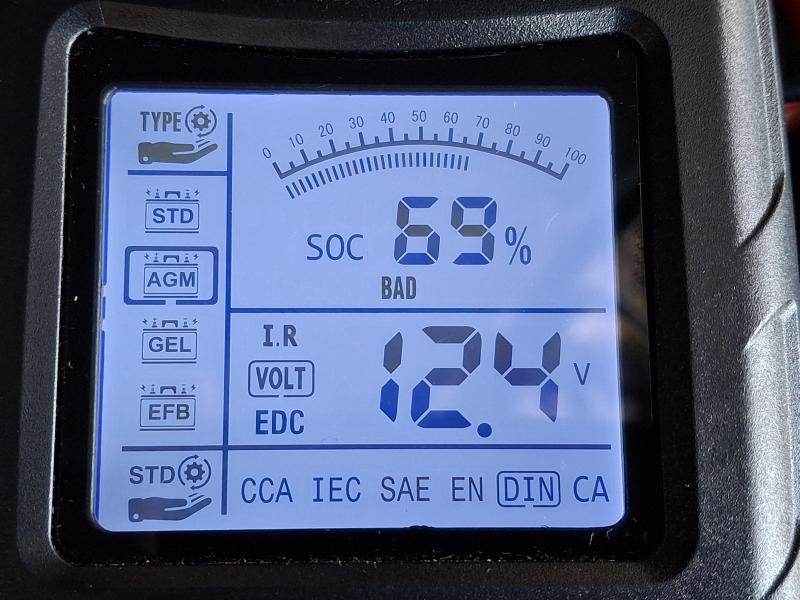 TYPE
0 10 20 30 40 50 60 70 80 90 100
STD
SOC 69 %
AGM
BAD
GEL
I.R
VOLT
12.4 V
EFB
EDC
STD
CCA IEC SAE EN DIN CA